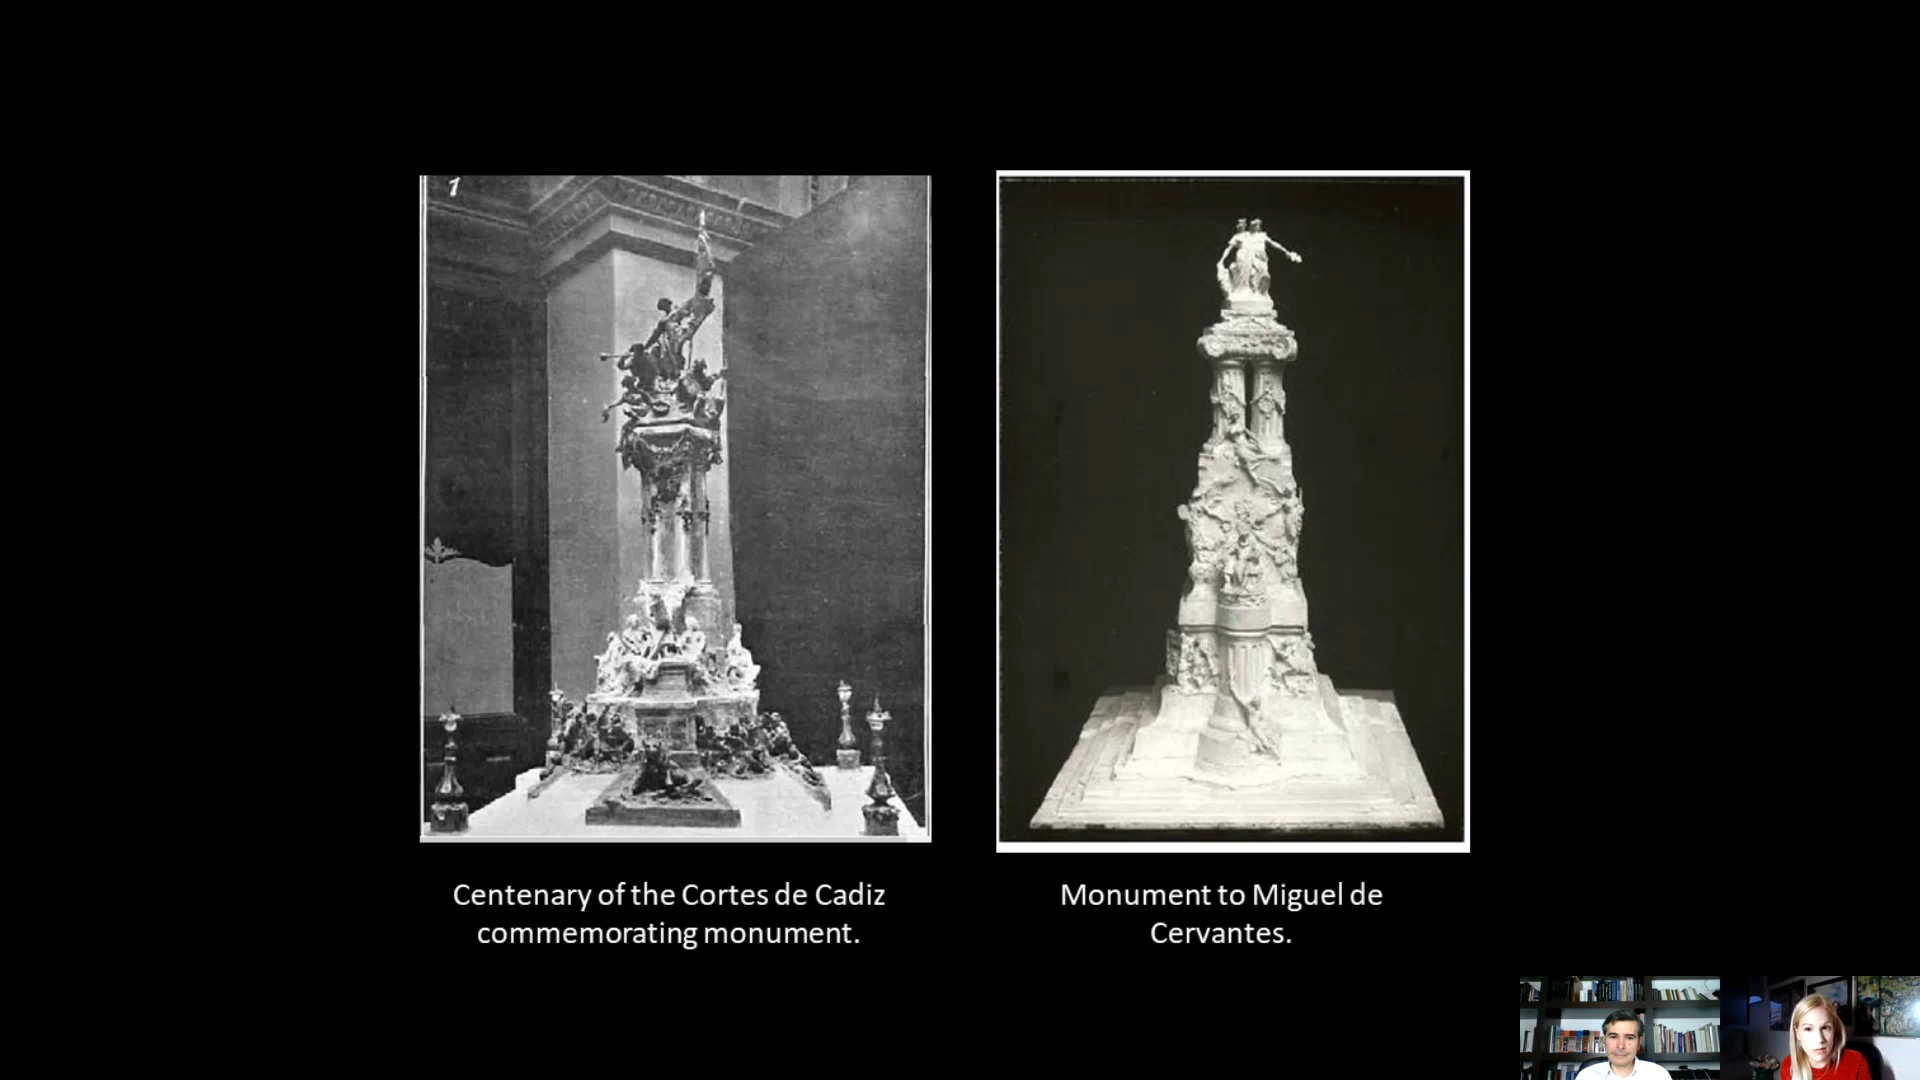 1
Centenary of the Cortes de Cadiz
commemorating monument.
Monument to Miguel de
Cervantes.